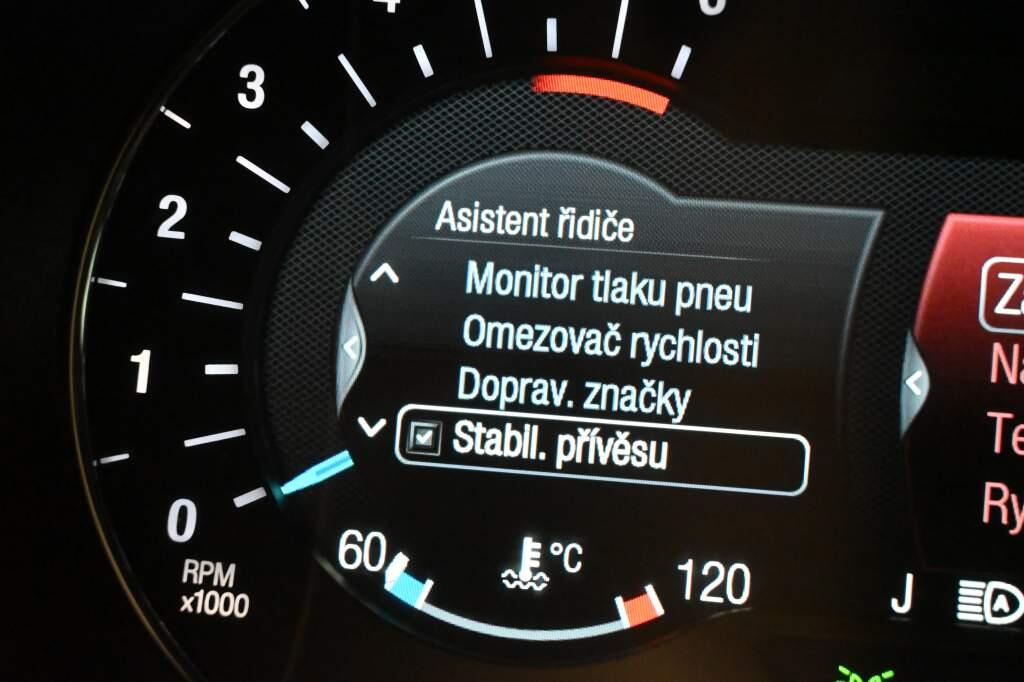 3
2
1
0
RPM
x1000
Asistent řidiče
Monitor tlaku pneu
Omezovač rychlosti
Doprav. značky
Stabil. přívěsu
60
°C
120
J
A